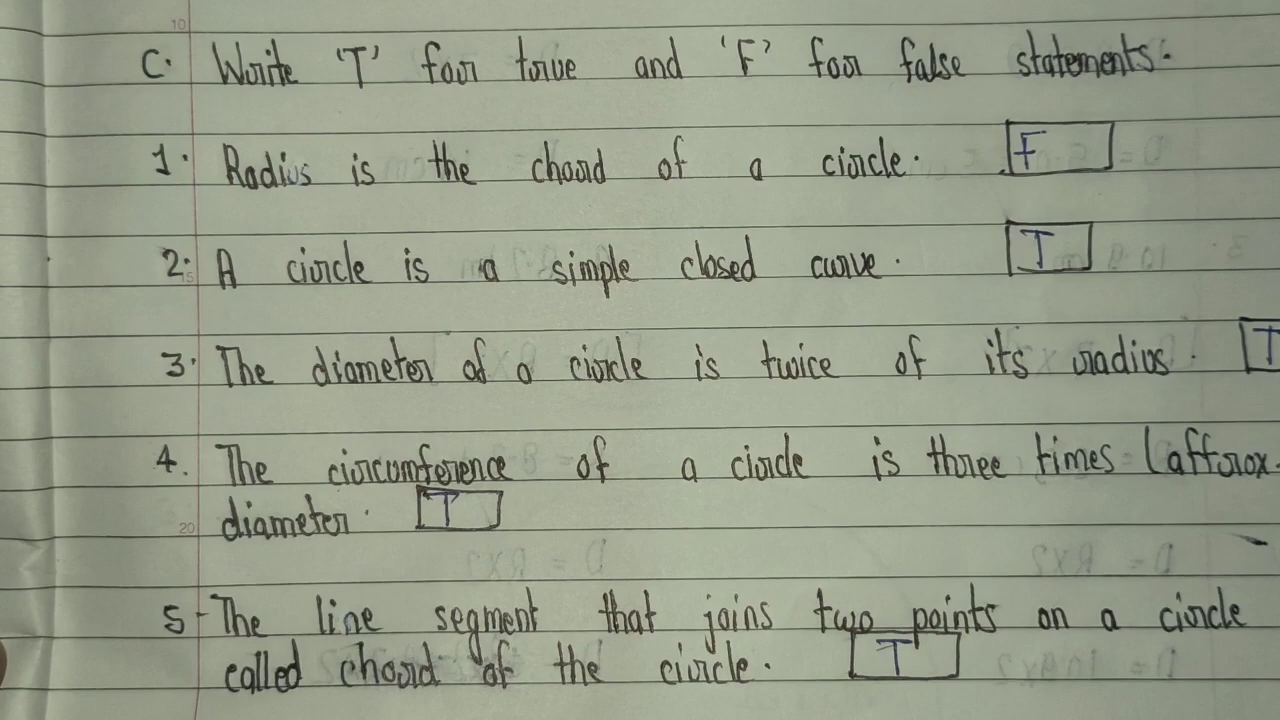 C. Write 'T' for true and 'F' for false statements.
1. Radius is the chord of a circle. F
2. A circle is a simple closed curve. T
3. The diameter of a circle is twice of its radius. T
4. The circumference of a circle is three times (approx.
diameter. T
5- The line segment that joins two points on a circle
called chord of the circle. T